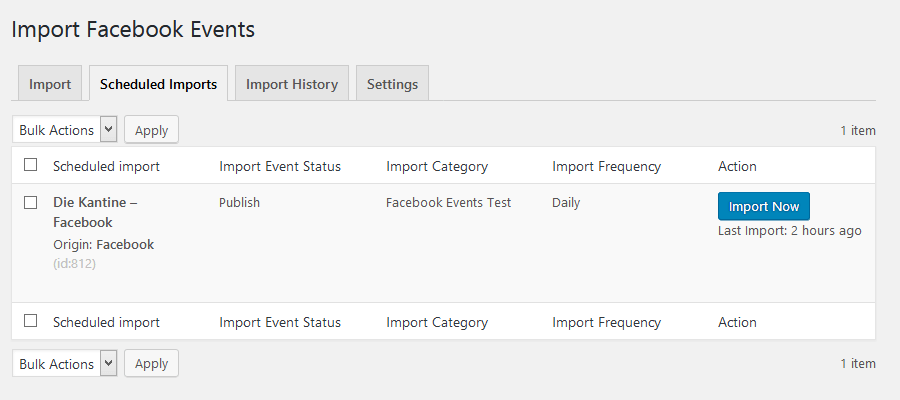 Import Facebook Events
Import Scheduled Imports Import History Settings
Bulk Actions Apply 1 item
Scheduled import Import Event Status Import Category Import Frequency Action
Die Kantine – Publish Facebook Events Test Daily Import Now
Facebook
Last Import: 2 hours ago
Origin: Facebook
(id:812)
Scheduled import Import Event Status Import Category Import Frequency Action
Bulk Actions Apply 1 item